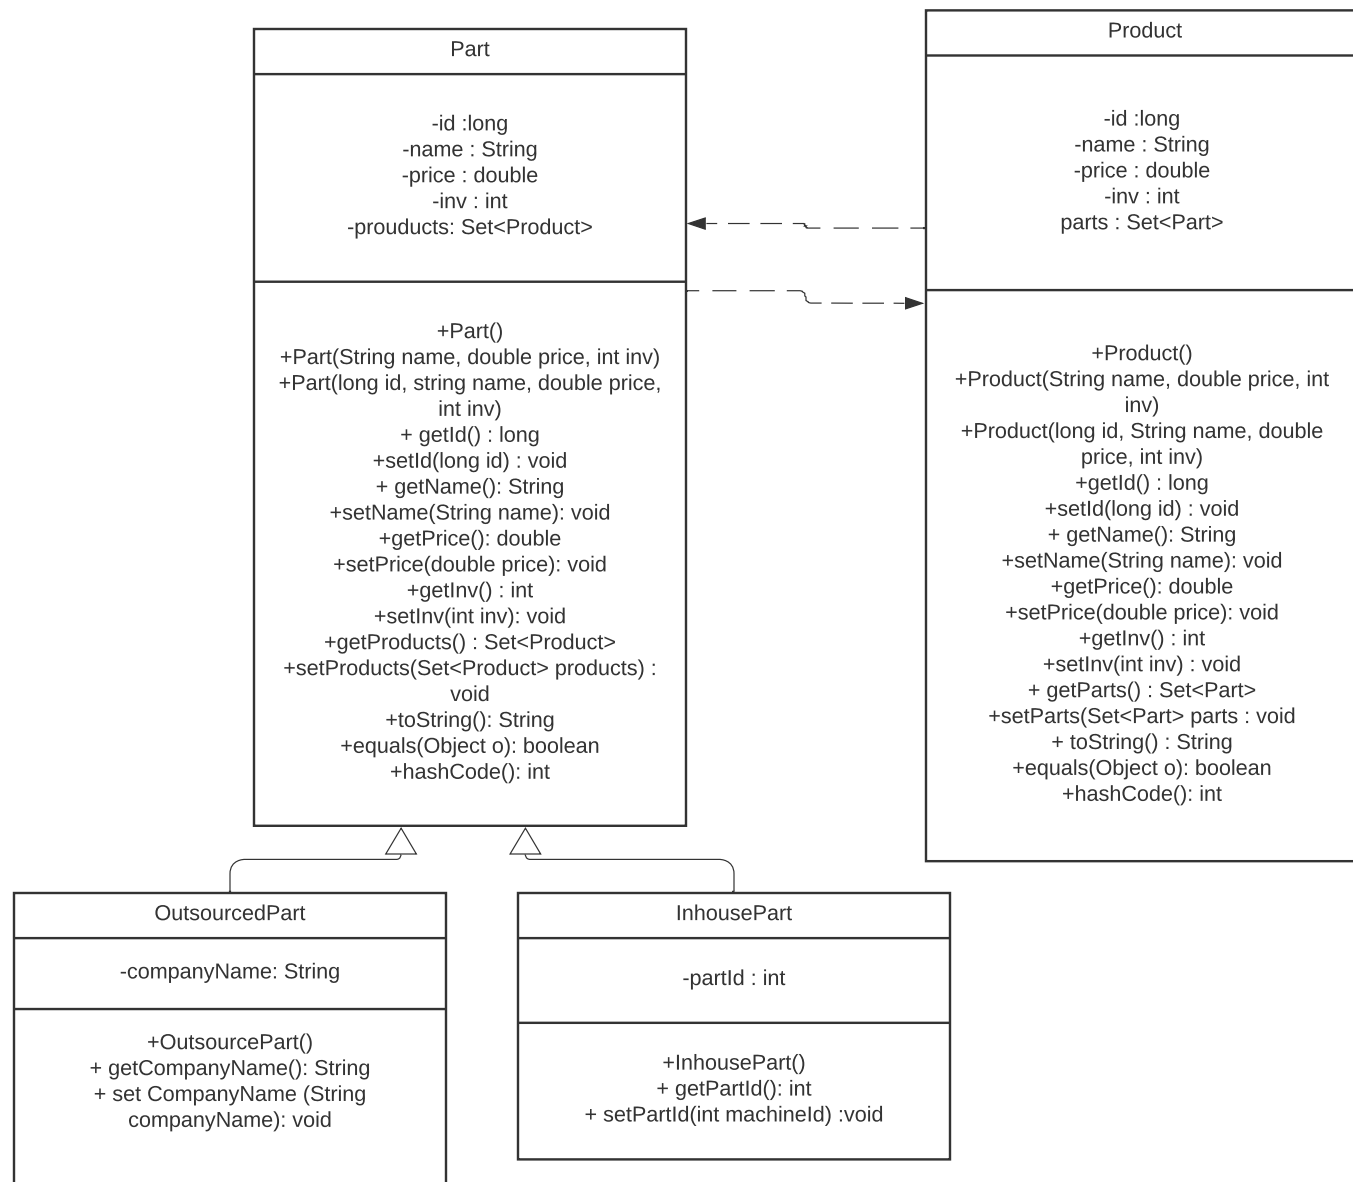 Part
-id :long
-name : String
-price : double
-inv : int
-prouducts: Set<Product>
+Part()
+Part(String name, double price, int inv)
+Part(long id, string name, double price,
int inv)
+ getId() : long
+setId(long id) : void
+ getName(): String
+setName(String name): void
+getPrice(): double
+setPrice(double price): void
+getInv() : int
+setInv(int inv): void
+getProducts() : Set<Product>
+setProducts(Set<Product> products) :
void
+toString(): String
+equals(Object o): boolean
+hashCode(): int
Product
-id :long
-name : String
-price : double
-inv : int
parts : Set<Part>
+Product()
+Product(String name, double price, int
inv)
+Product(long id, String name, double
price, int inv)
+getId() : long
+setId(long id) : void
+ getName(): String
+setName(String name): void
+getPrice(): double
+setPrice(double price): void
+getInv() : int
+setInv(int inv) : void
+ getParts() : Set<Part>
+setParts(Set<Part> parts : void
+ toString() : String
+equals(Object o): boolean
+hashCode(): int
OutsourcedPart
-companyName: String
+OutsourcePart()
+ getCompanyName(): String
+ set CompanyName (String
companyName): void
InhousePart
-partId : int
+InhousePart()
+ getPartId(): int
+ setPartId(int machineId) :void